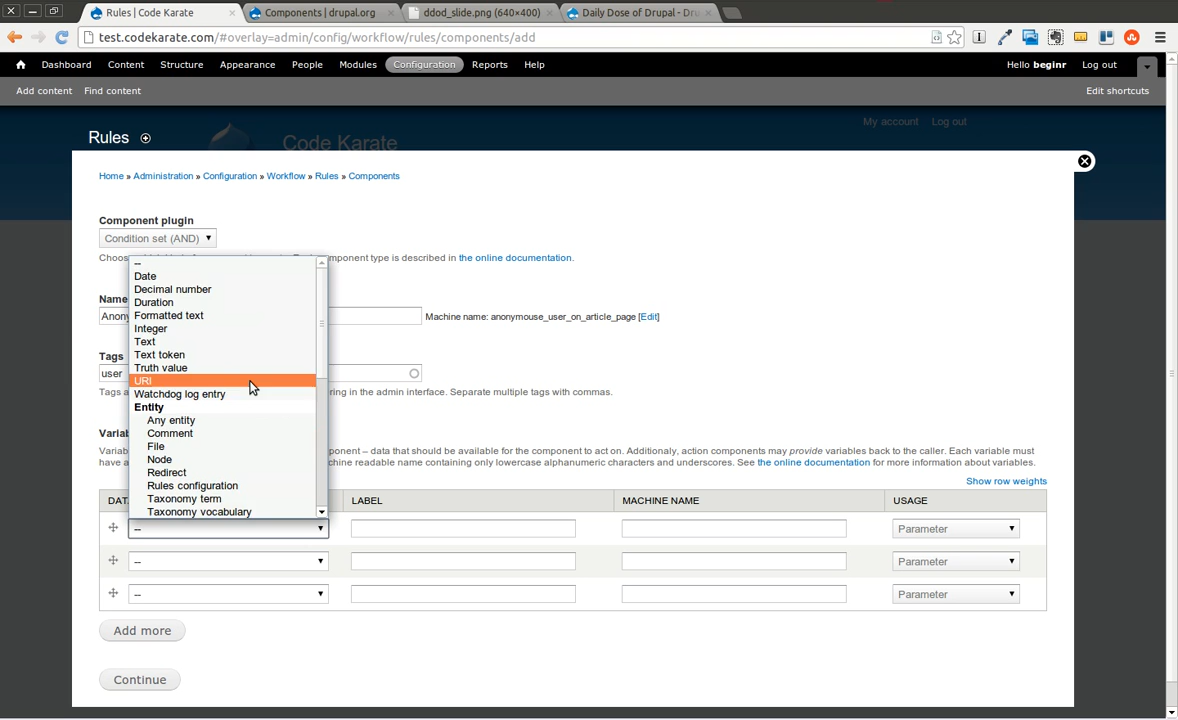 Rules | Code Karate
Components | drupal.org
ddod_slide.png (640×400)
Daily Dose of Drupal - Dru
test.codekarate.com/#overlay=admin/config/workflow/rules/components/add
Dashboard Content Structure Appearance People Modules Configuration Reports Help
Hello beginr Log out
Add content Find content
Edit shortcuts
My account Log out
Rules
Code Karate
Home » Administration » Configuration » Workflow » Rules » Components
Component plugin
Condition set (AND)
Choos
mponent type is described in the online documentation.
Name
Anony
Machine name: anonymouse_user_on_article_page [Edit]
Tags
user
Tags a
ring in the admin interface. Separate multiple tags with commas.
Variab
Variab
ponent – data that should be available for the component to act on. Additionaly, action components may provide variables back to the caller. Each variable must
have a
chine readable name containing only lowercase alphanumeric characters and underscores. See the online documentation for more information about variables.
Show row weights
--
Date
Decimal number
Duration
Formatted text
Integer
Text
Text token
Truth value
URI
Watchdog log entry
Entity
Any entity
Comment
File
Node
Redirect
Rules configuration
Taxonomy term
Taxonomy vocabulary
DAT
LABEL
MACHINE NAME
USAGE
--
Parameter
--
Parameter
--
Parameter
Add more
Continue